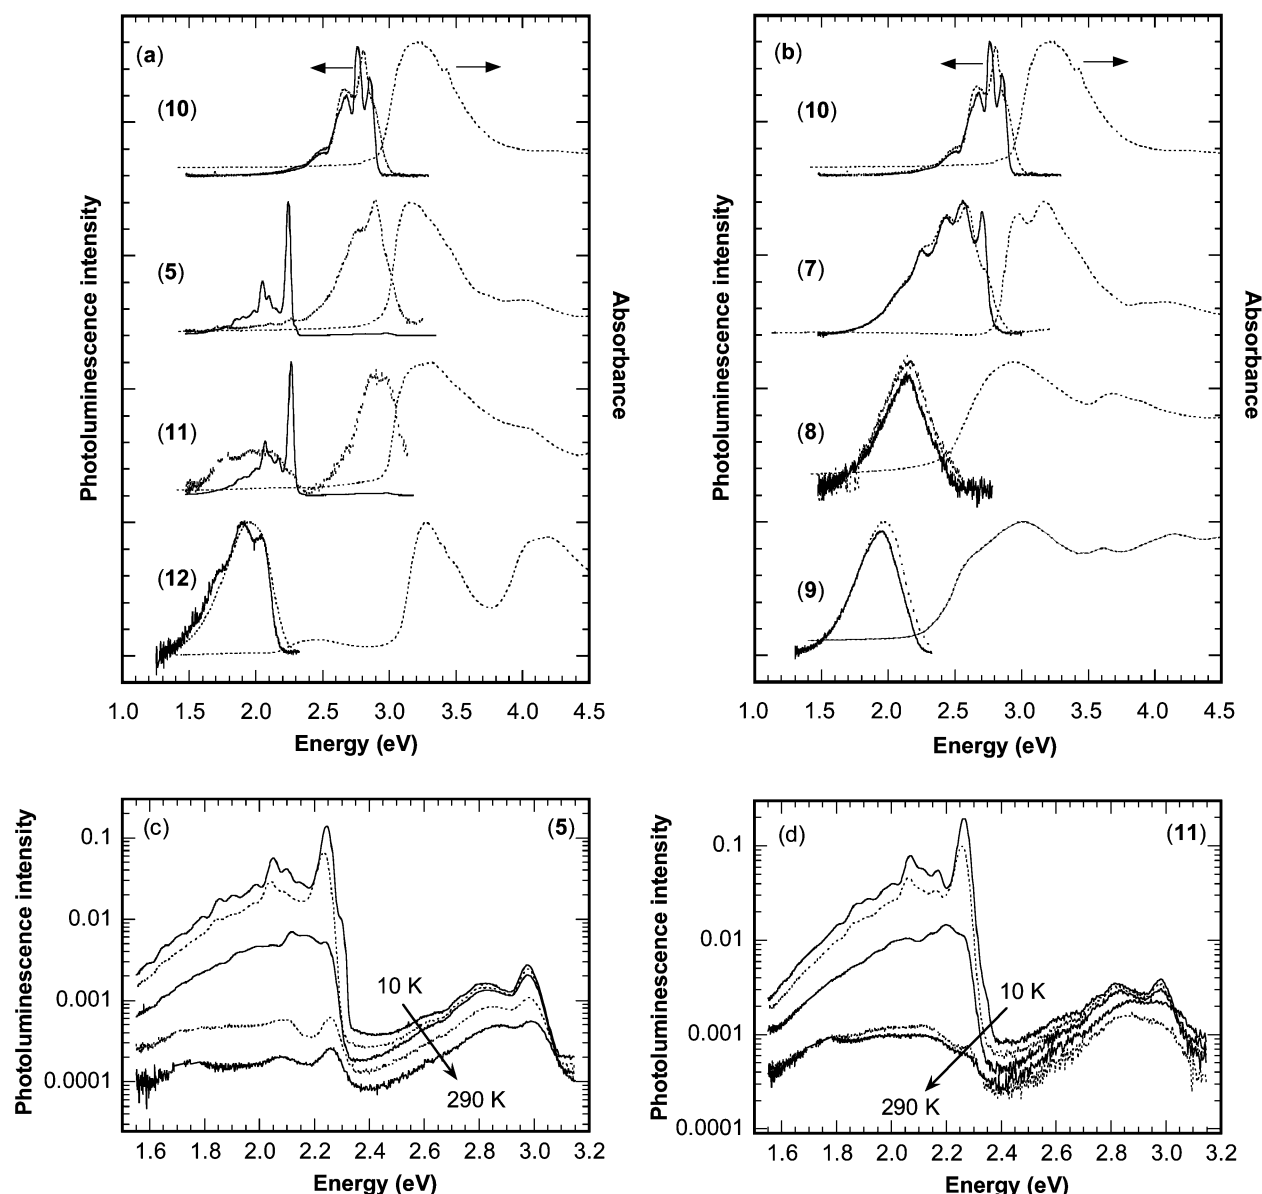 (a)
(10)
(5)
(11)
(12)
Photoluminescence intensity
Absorbance
1.0 1.5 2.0 2.5 3.0 3.5 4.0 4.5
Energy (eV)
(b)
(10)
(7)
(8)
(9)
Photoluminescence intensity
Absorbance
1.0 1.5 2.0 2.5 3.0 3.5 4.0 4.5
Energy (eV)
(c)
(5)
Photoluminescence intensity
0.1
0.01
0.001
0.0001
10 K
290 K
1.6 1.8 2.0 2.2 2.4 2.6 2.8 3.0 3.2
Energy (eV)
(d)
(11)
Photoluminescence intensity
0.1
0.01
0.001
0.0001
10 K
290 K
1.6 1.8 2.0 2.2 2.4 2.6 2.8 3.0 3.2
Energy (eV)